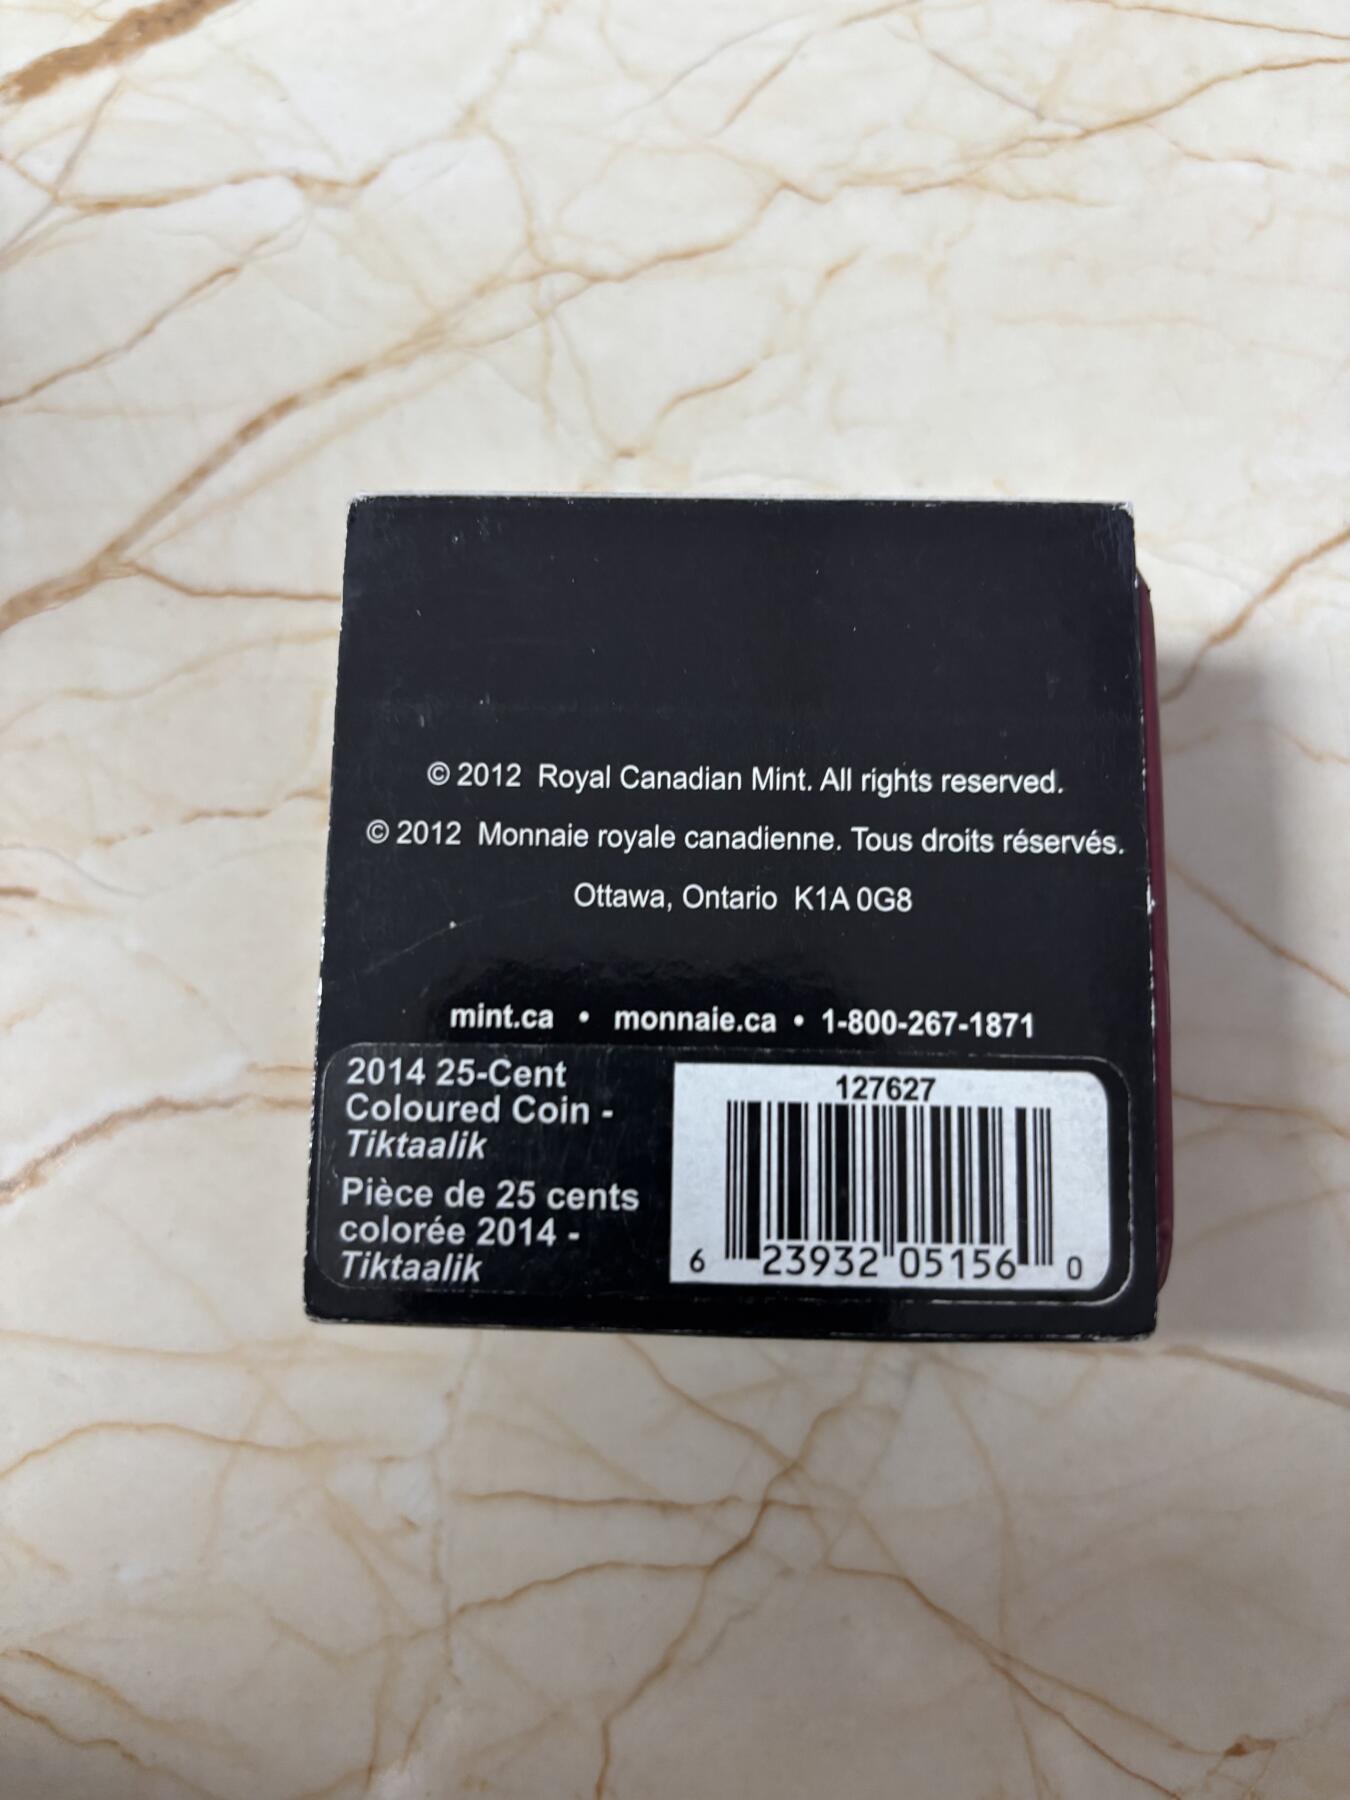 © 2012  Royal Canadian Mint. All rights reserved.
© 2012  Monnaie royale canadienne. Tous droits réservés.
Ottawa, Ontario  K1A 0G8
mint.ca • monnaie.ca • 1-800-267-1871
2014 25-Cent
Coloured Coin -
Tiktaalik
Pièce de 25 cents
colorée 2014 -
Tiktaalik
127627
6 23932 05156 0